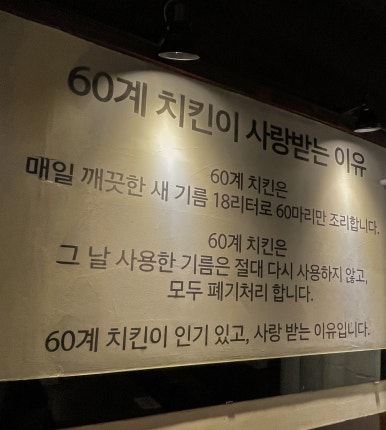 60계 치킨이 사랑받는 이유
60계 치킨은
매일 깨끗한 새 기름 18리터로 60마리만 조리합니다.
60계 치킨은
그 날 사용한 기름은 절대 다시 사용하지 않고,
모두 폐기처리 합니다.
60계 치킨이 인기 있고, 사랑 받는 이유입니다.